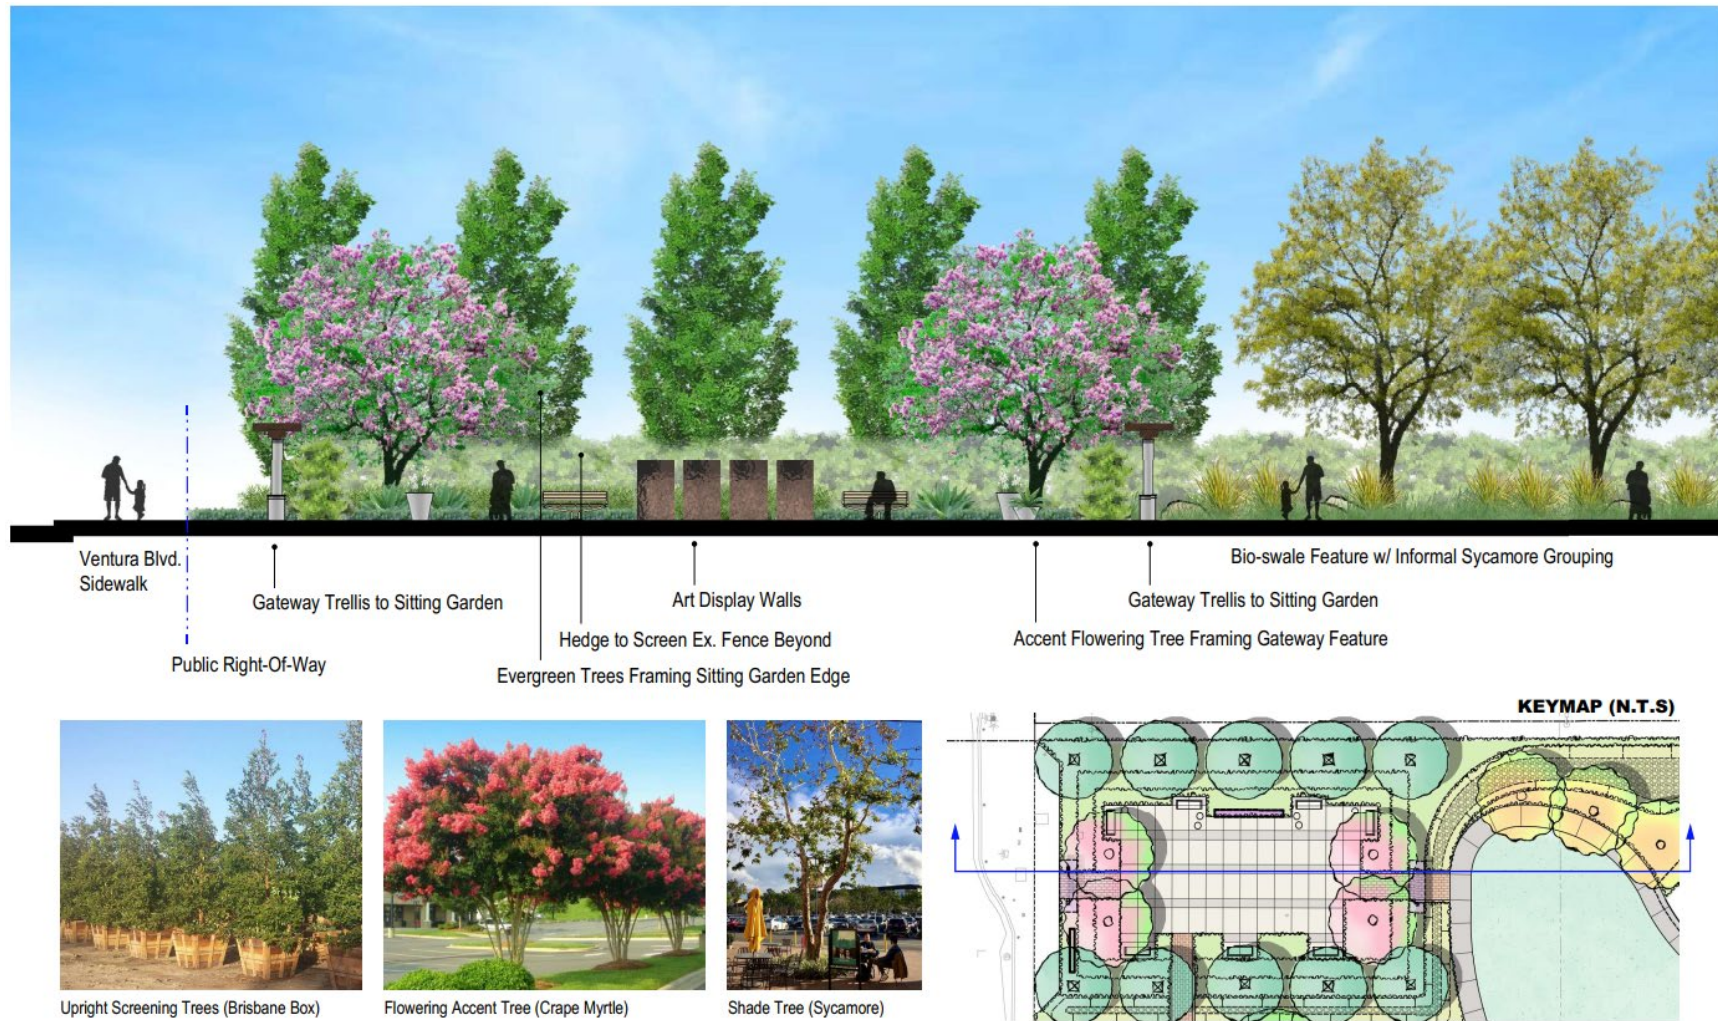 Ventura Blvd.
Sidewalk
Bio-swale Feature w/ Informal Sycamore Grouping
Gateway Trellis to Sitting Garden
Art Display Walls
Gateway Trellis to Sitting Garden
Hedge to Screen Ex. Fence Beyond
Accent Flowering Tree Framing Gateway Feature
Public Right-Of-Way
Evergreen Trees Framing Sitting Garden Edge
KEYMAP (N.T.S)
Upright Screening Trees (Brisbane Box)
Flowering Accent Tree (Crape Myrtle)
Shade Tree (Sycamore)